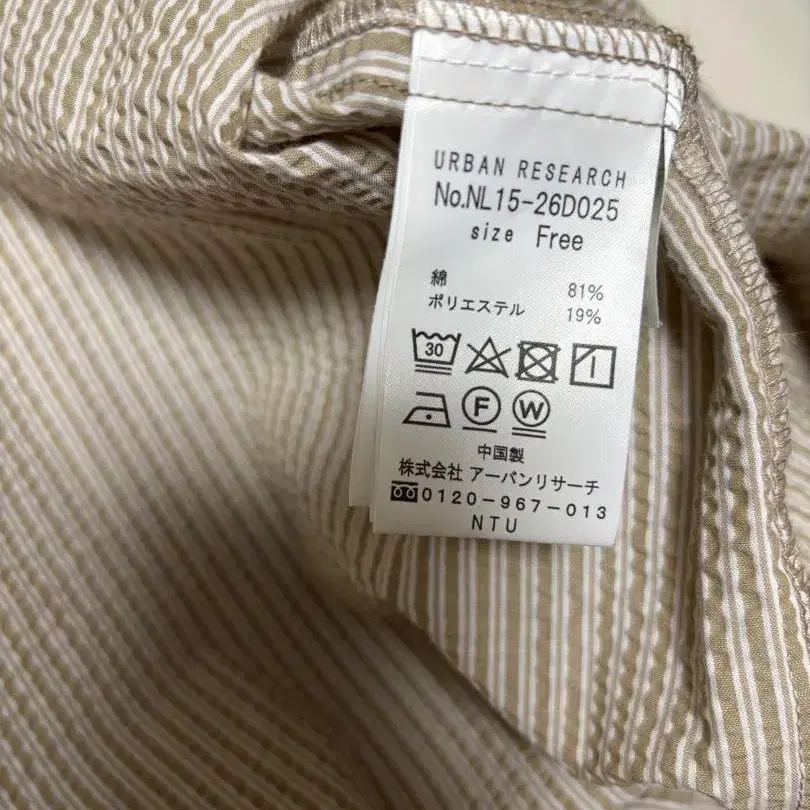 URBAN RESEARCH
No.NL15-26D025
size Free
綿 81%
ポリエステル 19%
30
F W
中国製
株式会社 アーバンリサーチ
0120-967-013
NTU